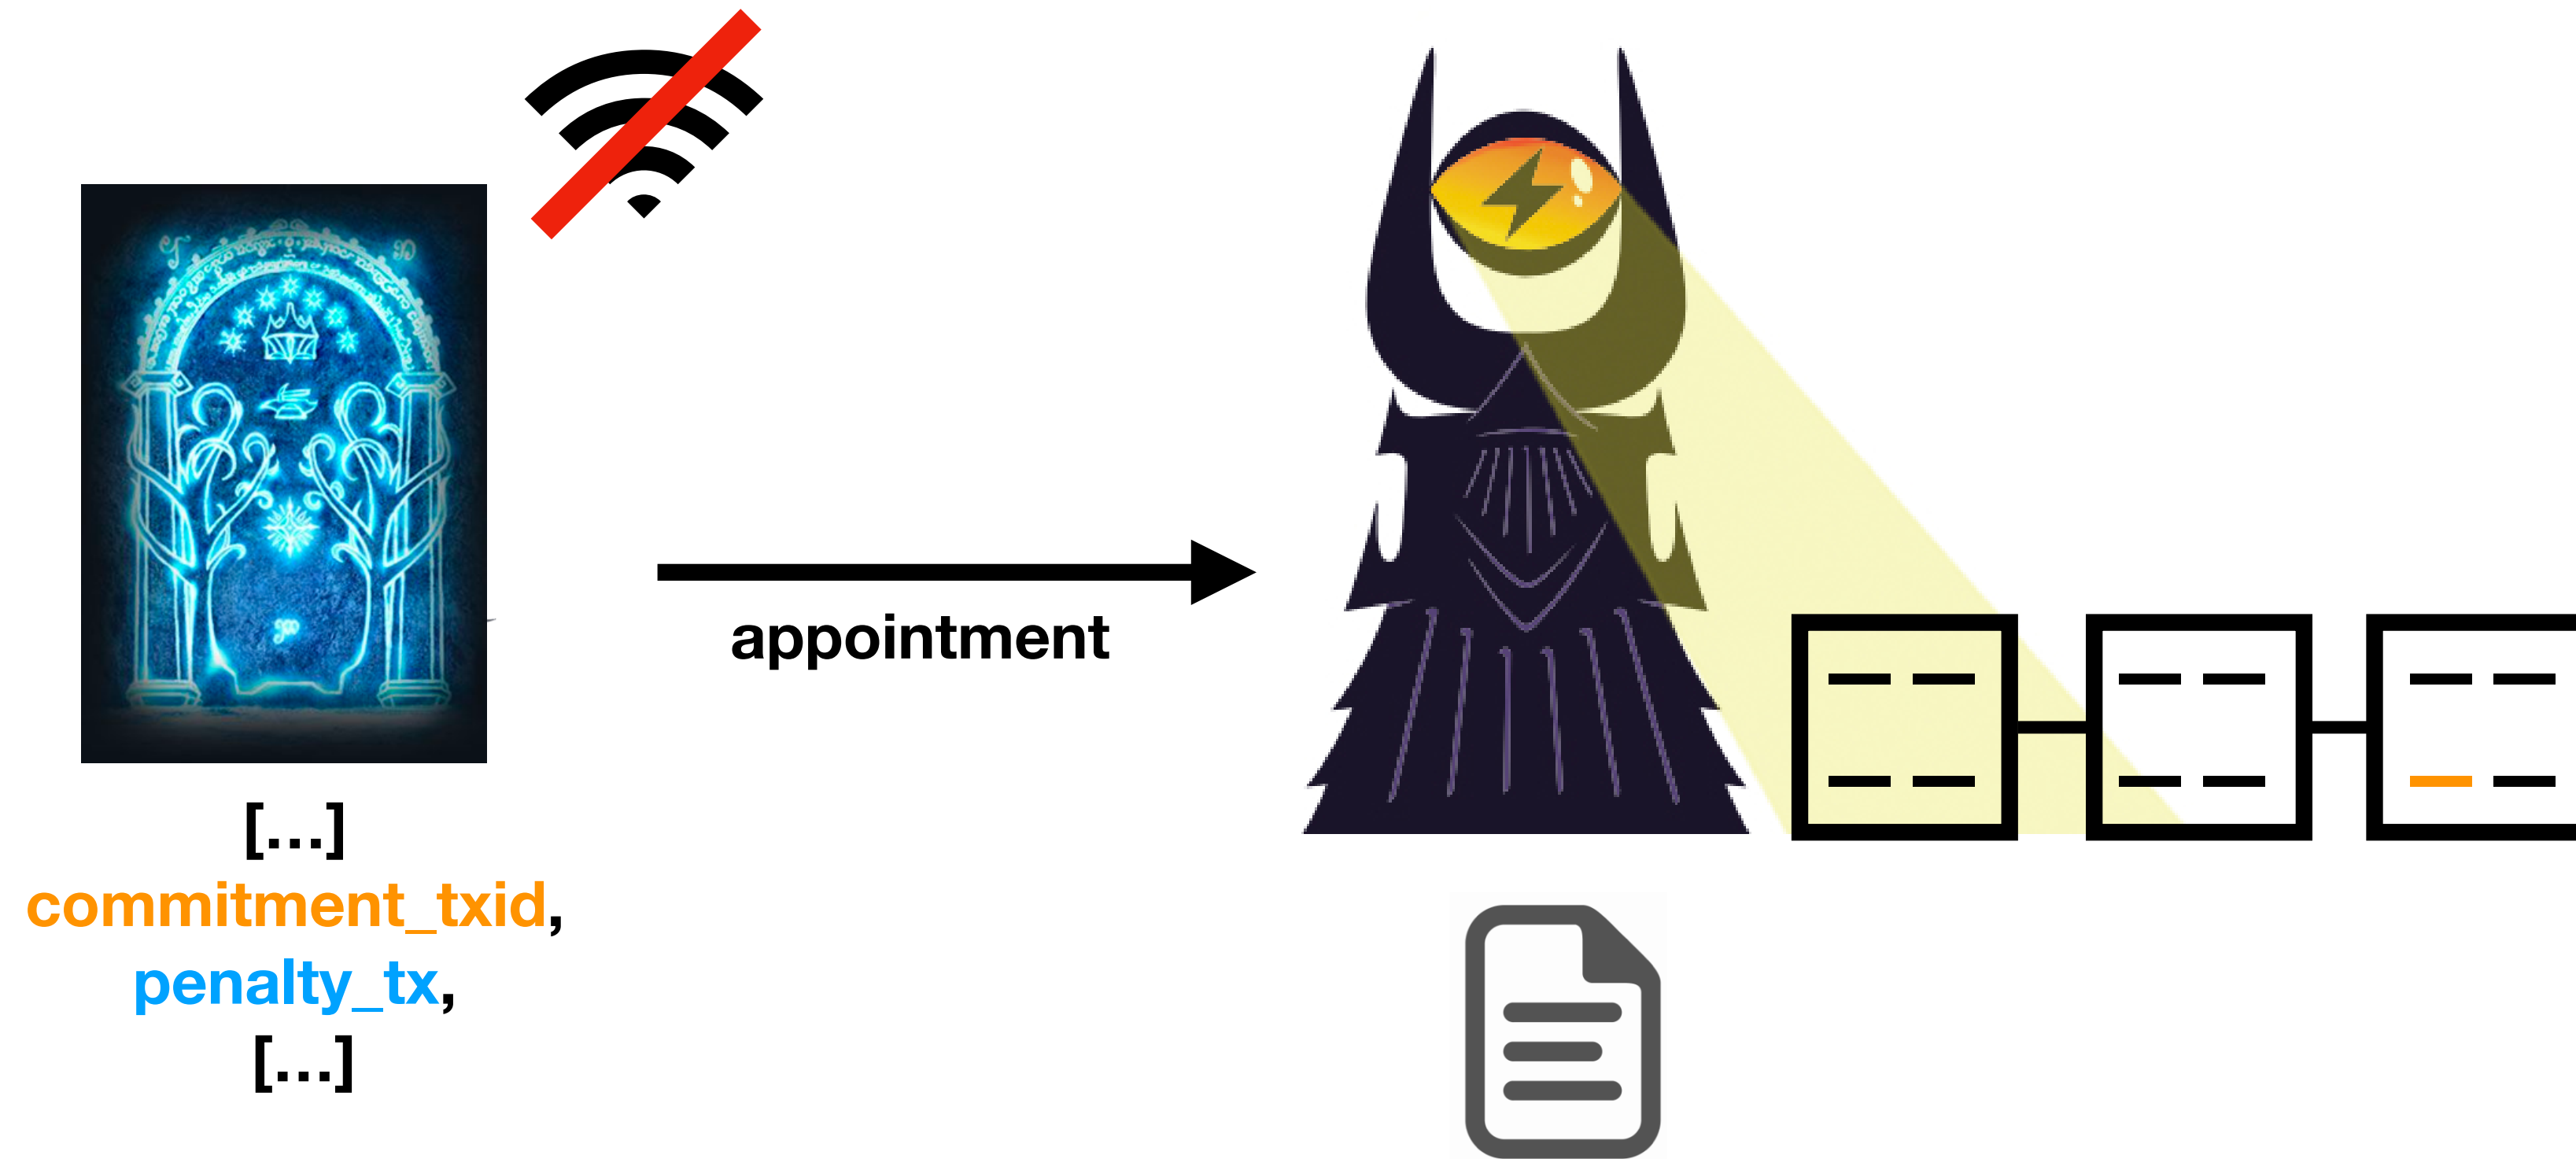 appointment
[...]
commitment_txid,
penalty_tx,
[...]